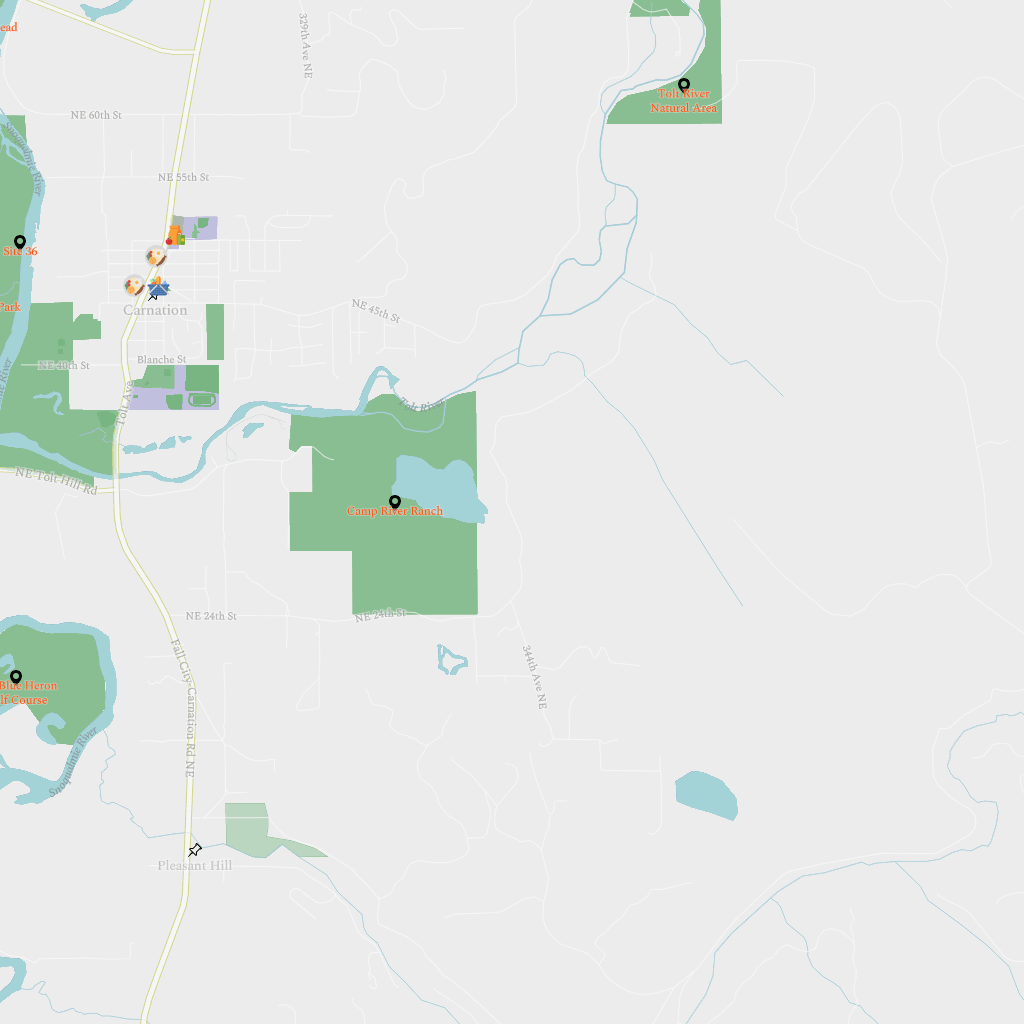 ead
329th Ave NE
Tolt River
Natural Area
NE 60th St
Snoqualmie River
NE 55th St
Site 36
Park
Carnation
NE 45th St
Blanche St
NE 40th St
Tolt Ave
Tolt River
NE Tolt Hill Rd
Camp River Ranch
NE 24th St
NE 24th St
Fall City-Carnation Rd NE
344th Ave NE
Blue Heron
lf Course
Snoqualmie River
Pleasant Hill